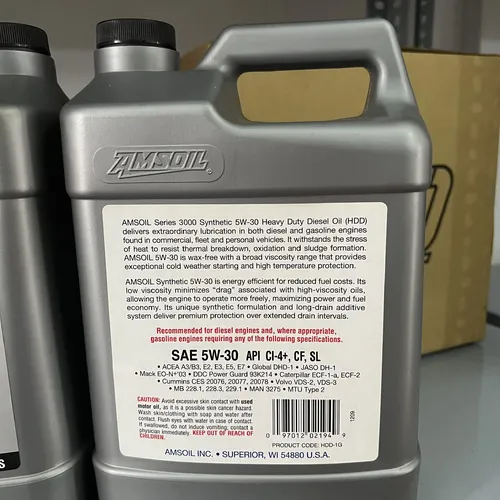 AMSOIL
AMSOIL Series 3000 Synthetic 5W-30 Heavy Duty Diesel Oil (HDD)
delivers extraordinary lubrication in both diesel and gasoline engines
found in commercial, fleet and personal vehicles. It withstands the stress
of heat to resist thermal breakdown, oxidation and sludge formation.
AMSOIL 5W-30 is wax-free with a broad viscosity range that provides
exceptional cold weather starting and high temperature protection.
AMSOIL Synthetic 5W-30 is energy efficient for reduced fuel costs. Its
low viscosity minimizes "drag" associated with high-viscosity oils,
allowing the engine to operate more freely, maximizing power and fuel
economy. Its unique synthetic formulation and long-drain additive
system deliver premium protection over extended drain intervals.
Recommended for diesel engines and, where appropriate,
gasoline engines requiring any of the following specifications:
SAE 5W-30 API CI-4+, CF, SL
• ACEA A3/B3, E2, E3, E5, E7 • Global DHD-1 • JASO DH-1
• Mack EO-N+'03 • DDC Power Guard 93K214 • Caterpillar ECF-1-a, ECF-2
• Cummins CES 20076, 20077, 20078 • Volvo VDS-2, VDS-3
• MB 228.1, 228.3, 229.1 • MAN 3275 • MTU Type 2
CAUTION: Avoid excessive skin contact with used
motor oil, as it is a possible skin cancer hazard.
Wash skin/clothing with soap and water after
contact. Flush eyes with water in case of contact.
If swallowed, do not induce vomiting; contact a
physician immediately. KEEP OUT OF REACH OF
CHILDREN.
1209
0 97012 02194 9
PRODUCT CODE: HDD-1G
AMSOIL INC. • SUPERIOR, WI 54880 U.S.A.